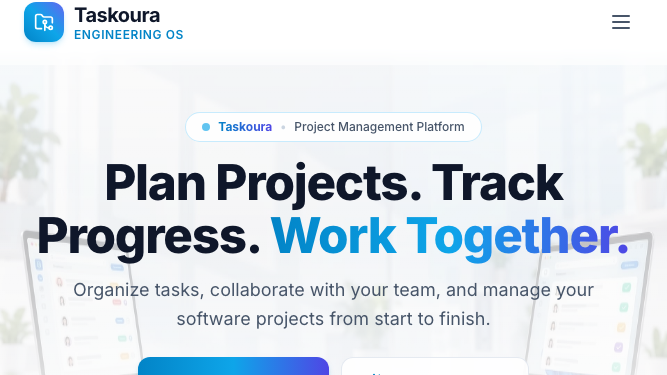 Taskoura
ENGINEERING OS
Taskoura • Project Management Platform
Plan Projects. Track
Progress. Work Together.
Organize tasks, collaborate with your team, and manage your
software projects from start to finish.